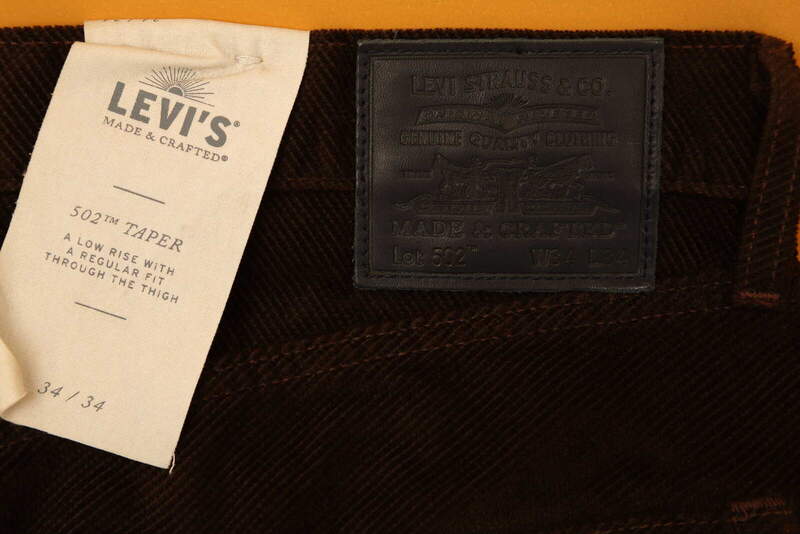 LEVI'S®
MADE & CRAFTED®
502™ TAPER
A LOW RISE WITH
A REGULAR FIT
THROUGH THE THIGH
34 / 34
LEVI STRAUSS & CO.
GENUINE QUALITY CLOTHING
MADE & CRAFTED™
Lot 502™ W34 L34